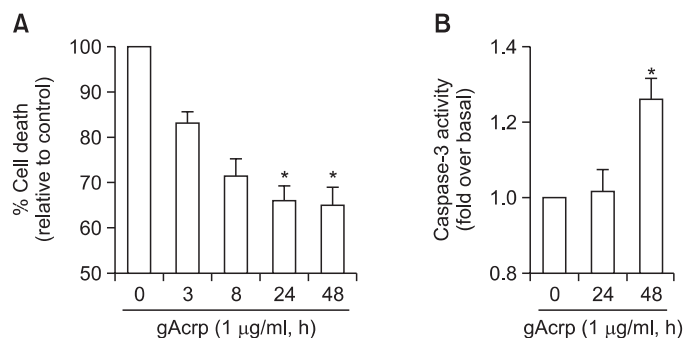 A
% Cell death
(relative to control)
100
90
80
70
60
50
* *
0 3 8 24 48
gAcrp (1 μg/ml, h)
B
Caspase-3 activity
(fold over basal)
1.4
1.2
1.0
0.8
*
0 24 48
gAcrp (1 μg/ml, h)